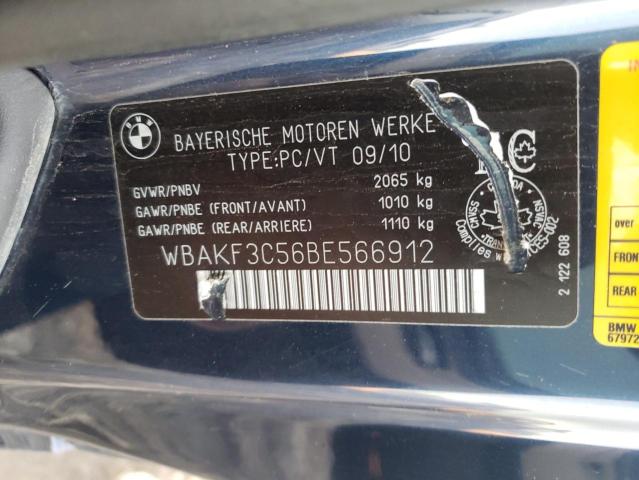 BMW
BAYERISCHE MOTOREN WERKE
TYPE:PC/VT 09/10
GVWR/PNBV 2065 kg
GAWR/PNBE (FRONT/AVANT) 1010 kg
GAWR/PNBE (REAR/ARRIERE) 1110 kg
WBAKF3C56BE566912
2 122 608
over
FRON
REAR
BMW
67972